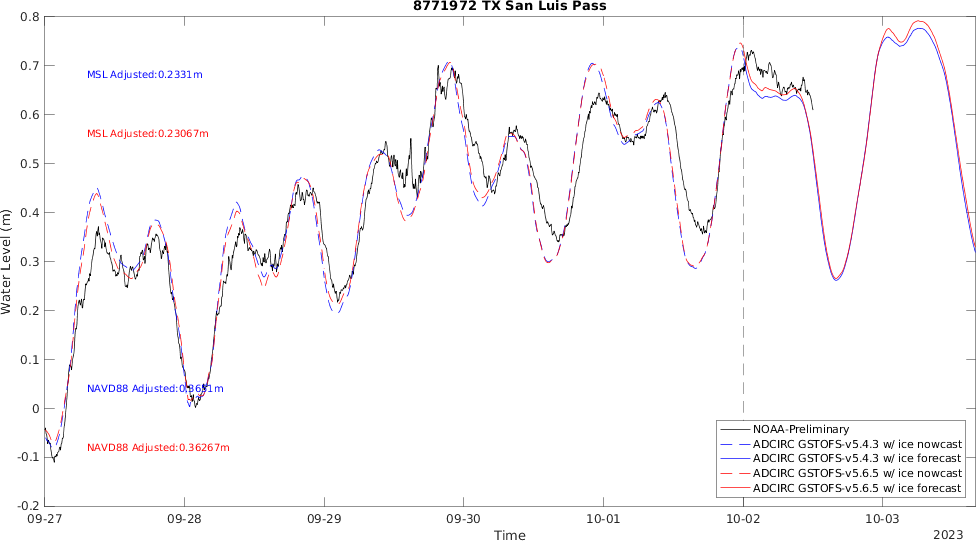 8771972 TX San Luis Pass
0.8
0.7
0.6
0.5
0.4
0.3
0.2
0.1
0
-0.1
-0.2
Water Level (m)
MSL Adjusted:0.2331m
MSL Adjusted:0.23067m
NAVD88 Adjusted:0.3651m
NAVD88 Adjusted:0.36267m
NOAA-Preliminary
ADCIRC GSTOFS-v5.4.3 w/ ice nowcast
ADCIRC GSTOFS-v5.4.3 w/ ice forecast
ADCIRC GSTOFS-v5.6.5 w/ ice nowcast
ADCIRC GSTOFS-v5.6.5 w/ ice forecast
09-27
09-28
09-29
09-30
10-01
10-02
10-03
Time
2023